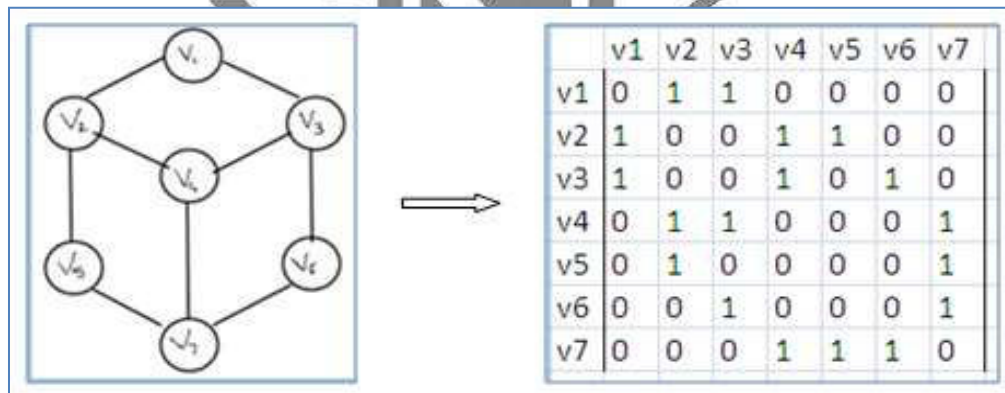 V₁
V₂
V₃
V₄
V₅
V₆
V₇
v1 v2 v3 v4 v5 v6 v7
v1 0 1 1 0 0 0 0
v2 1 0 0 1 1 0 0
v3 1 0 0 1 0 1 0
v4 0 1 1 0 0 0 1
v5 0 1 0 0 0 0 1
v6 0 0 1 0 0 0 1
v7 0 0 0 1 1 1 0